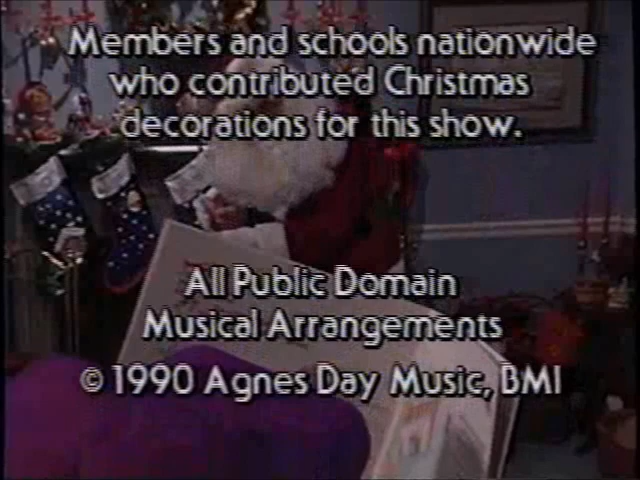 Members and schools nationwide
who contributed Christmas
decorations for this show.
All Public Domain
Musical Arrangements
© 1990 Agnes Day Music, BMI